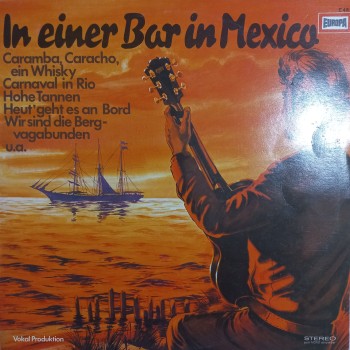 In einer Bar in Mexico
EUROPA
Caramba, Caracho,
ein Whisky
Carnaval in Rio
Hohe Tannen
Heut' geht es an Bord
Wir sind die Berg-
vagabunden
u.a.
Vokal Produktion
STEREO